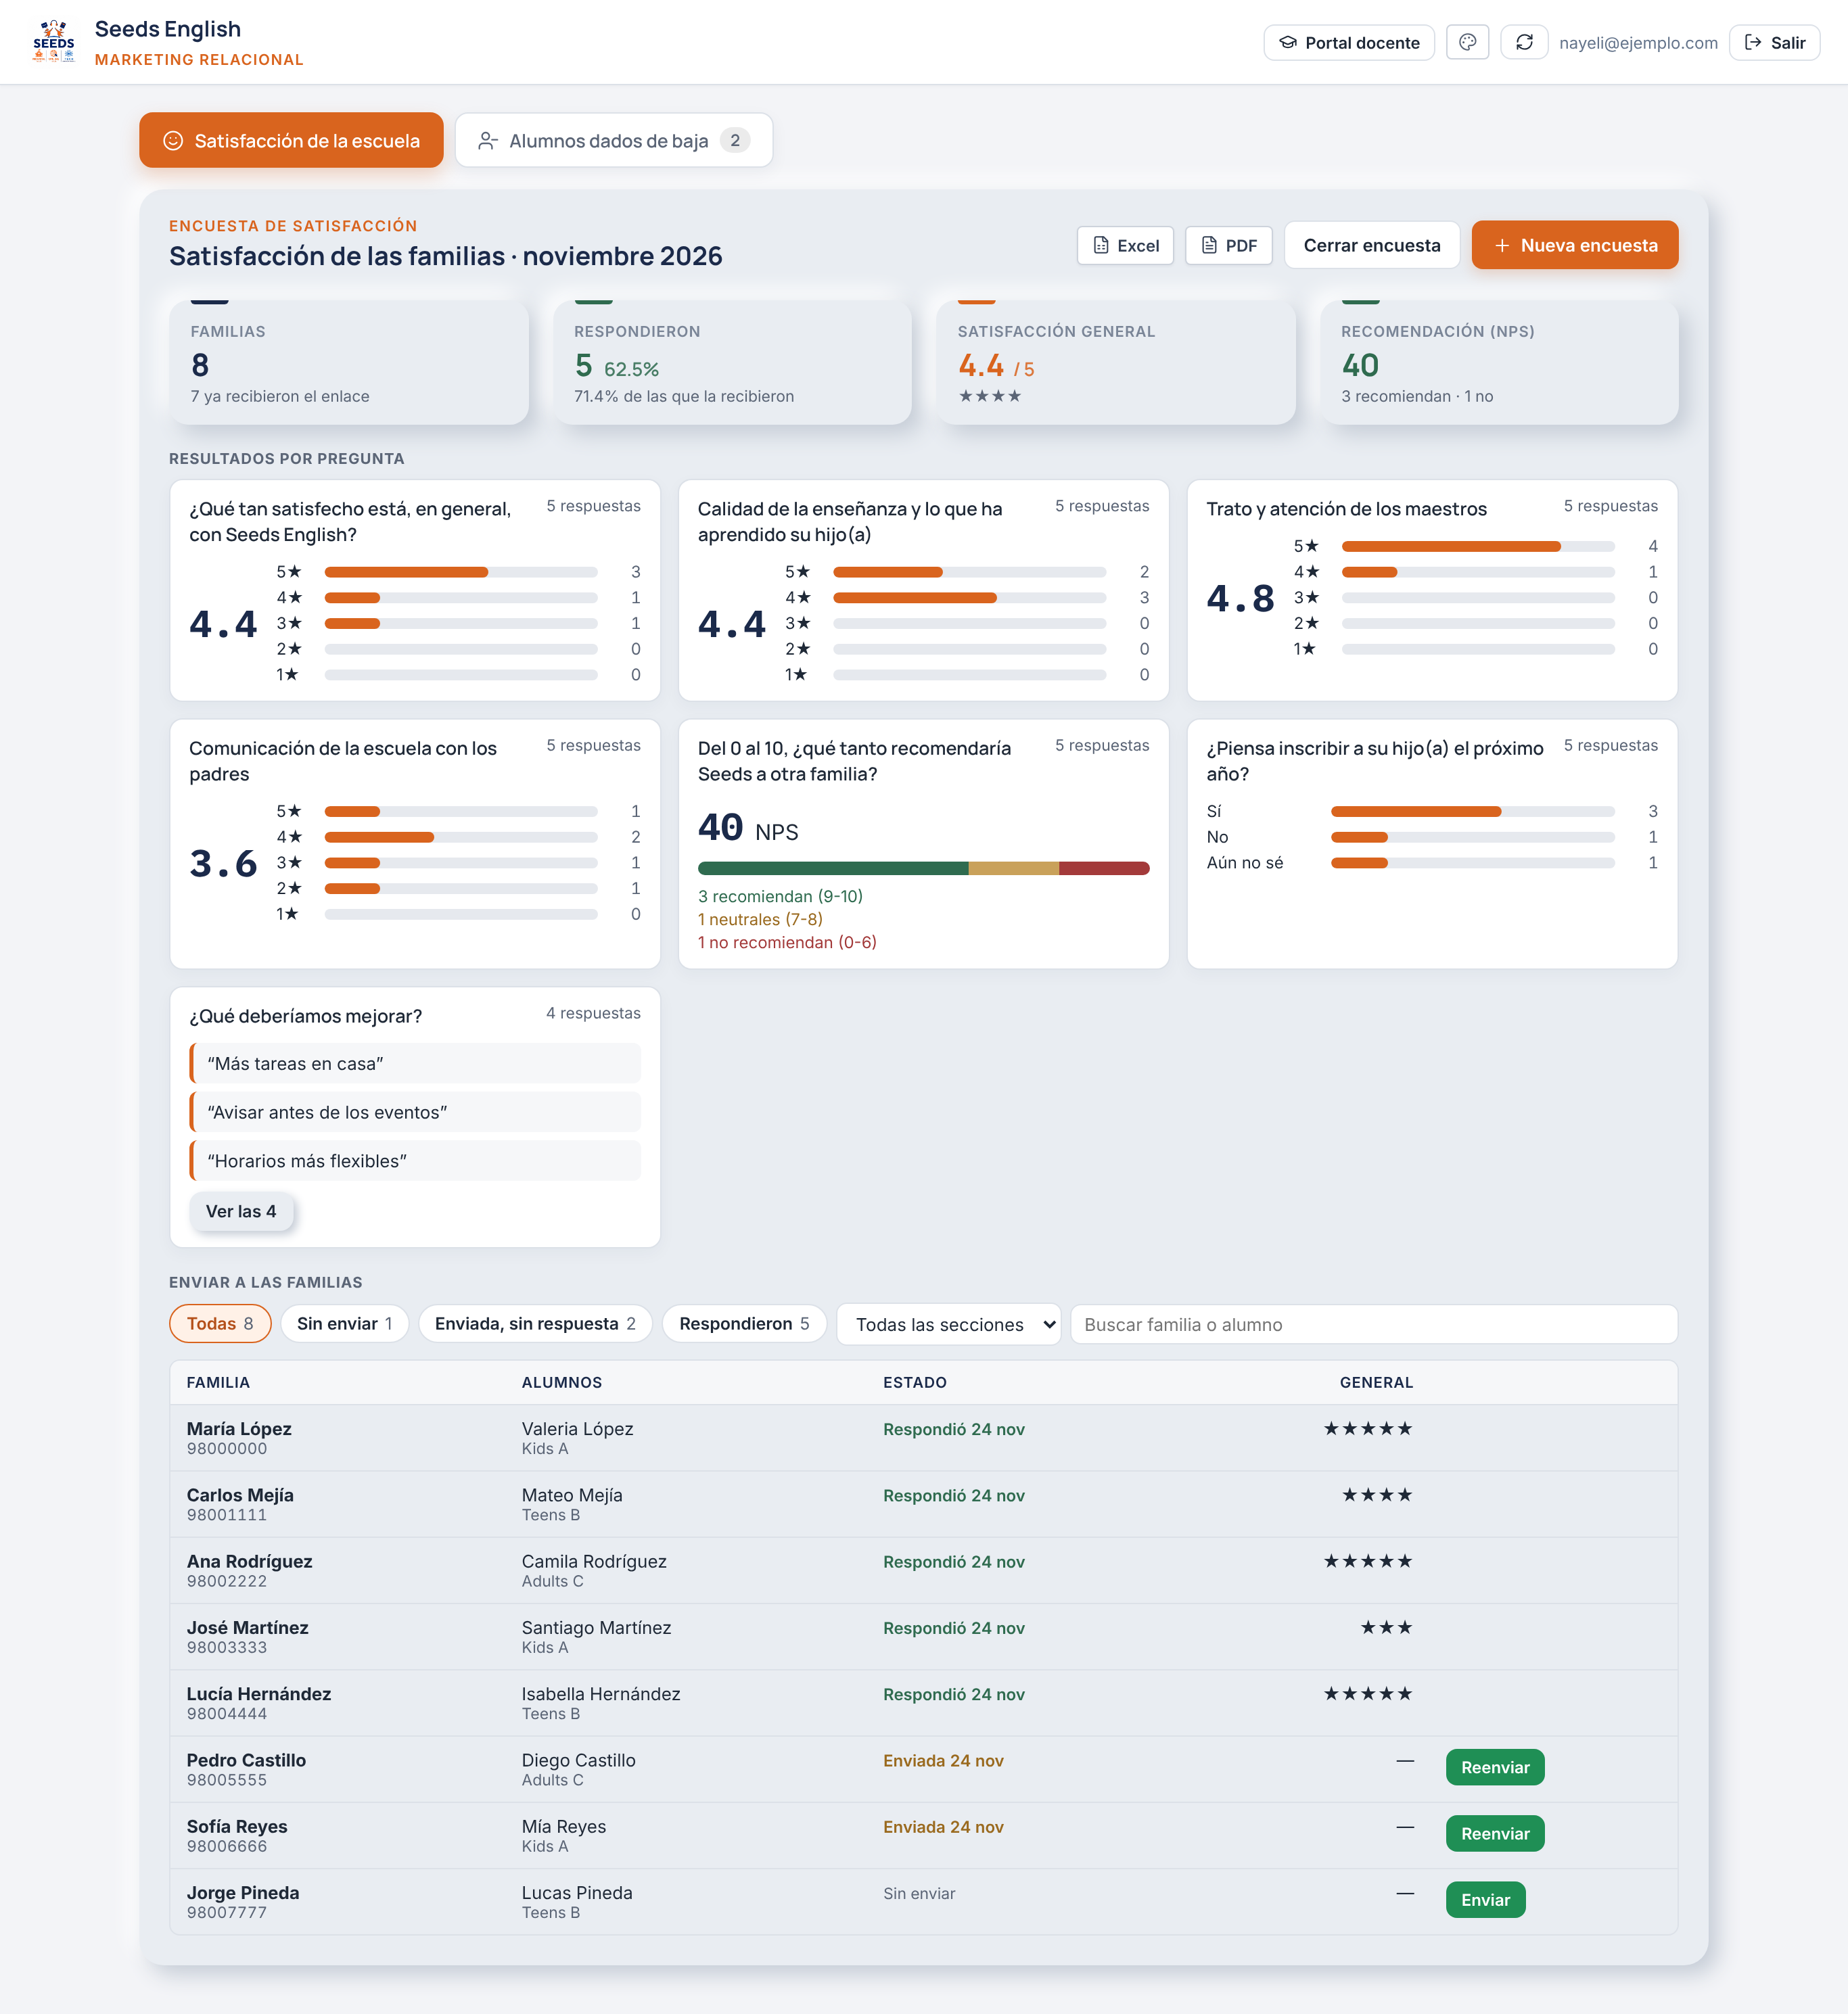 SEEDS
Seeds English
MARKETING RELACIONAL
Portal docente
nayeli@ejemplo.com
Salir
Satisfacción de la escuela
Alumnos dados de baja 2
ENCUESTA DE SATISFACCIÓN
Satisfacción de las familias · noviembre 2026
Excel
PDF
Cerrar encuesta
+ Nueva encuesta
FAMILIAS
8
7 ya recibieron el enlace
RESPONDIERON
5 62.5%
71.4% de las que la recibieron
SATISFACCIÓN GENERAL
4.4 / 5
★★★★
RECOMENDACIÓN (NPS)
40
3 recomiendan · 1 no
RESULTADOS POR PREGUNTA
¿Qué tan satisfecho está, en general,
con Seeds English?
5 respuestas
4.4
5★ 3
4★ 1
3★ 1
2★ 0
1★ 0
Calidad de la enseñanza y lo que ha
aprendido su hijo(a)
5 respuestas
4.4
5★ 2
4★ 3
3★ 0
2★ 0
1★ 0
Trato y atención de los maestros
5 respuestas
4.8
5★ 4
4★ 1
3★ 0
2★ 0
1★ 0
Comunicación de la escuela con los
padres
5 respuestas
3.6
5★ 1
4★ 2
3★ 1
2★ 1
1★ 0
Del 0 al 10, ¿qué tanto recomendaría
Seeds a otra familia?
5 respuestas
40 NPS
3 recomiendan (9-10)
1 neutrales (7-8)
1 no recomiendan (0-6)
¿Piensa inscribir a su hijo(a) el próximo
año?
5 respuestas
Sí 3
No 1
Aún no sé 1
¿Qué deberíamos mejorar?
4 respuestas
“Más tareas en casa”
“Avisar antes de los eventos”
“Horarios más flexibles”
Ver las 4
ENVIAR A LAS FAMILIAS
Todas 8
Sin enviar 1
Enviada, sin respuesta 2
Respondieron 5
Todas las secciones
Buscar familia o alumno
FAMILIA ALUMNOS ESTADO GENERAL
María López Valeria López Respondió 24 nov ★★★★★
98000000 Kids A
Carlos Mejía Mateo Mejía Respondió 24 nov ★★★★
98001111 Teens B
Ana Rodríguez Camila Rodríguez Respondió 24 nov ★★★★★
98002222 Adults C
José Martínez Santiago Martínez Respondió 24 nov ★★★
98003333 Kids A
Lucía Hernández Isabella Hernández Respondió 24 nov ★★★★★
98004444 Teens B
Pedro Castillo Diego Castillo Enviada 24 nov — Reenviar
98005555 Adults C
Sofía Reyes Mía Reyes Enviada 24 nov — Reenviar
98006666 Kids A
Jorge Pineda Lucas Pineda Sin enviar — Enviar
98007777 Teens B